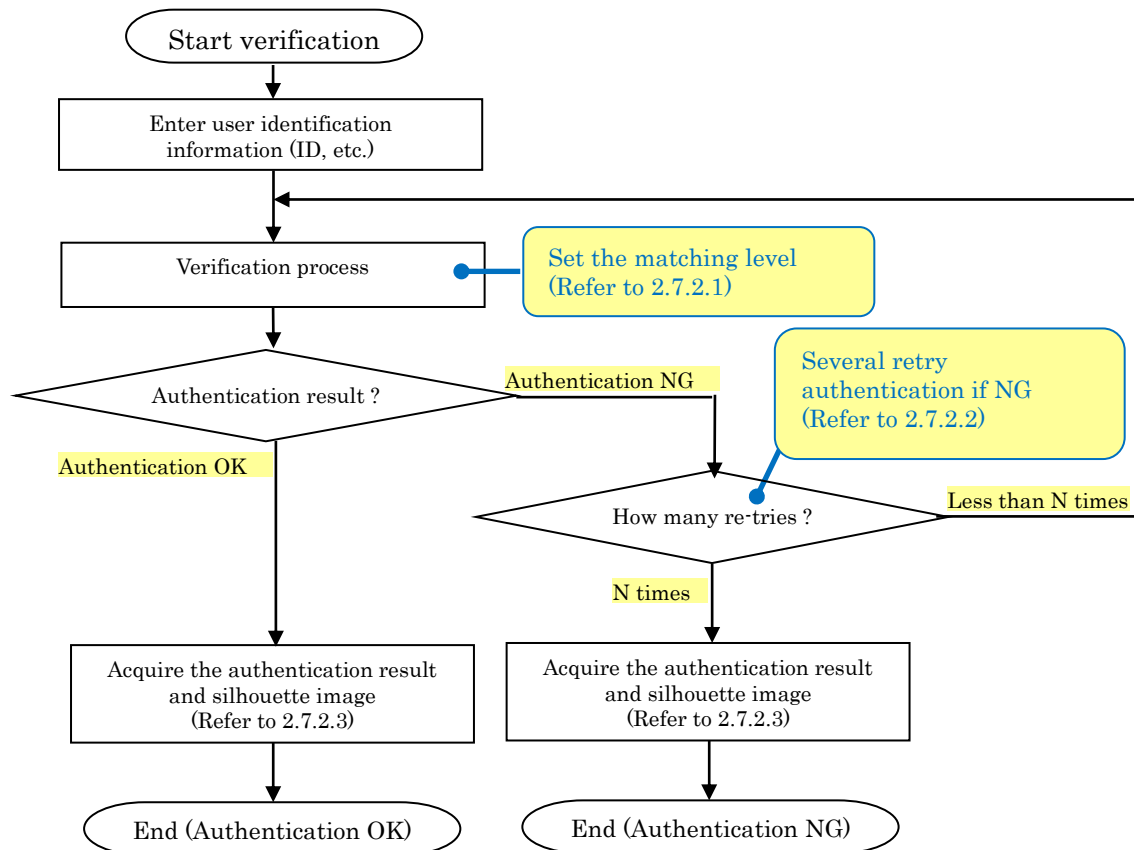 Start verification
Enter user identification
information (ID, etc.)
Verification process
Set the matching level
(Refer to 2.7.2.1)
Authentication result ?
Authentication NG
Several retry
authentication if NG
(Refer to 2.7.2.2)
Authentication OK
How many re-tries ?
Less than N times
N times
Acquire the authentication result
and silhouette image
(Refer to 2.7.2.3)
Acquire the authentication result
and silhouette image
(Refer to 2.7.2.3)
End (Authentication OK)
End (Authentication NG)